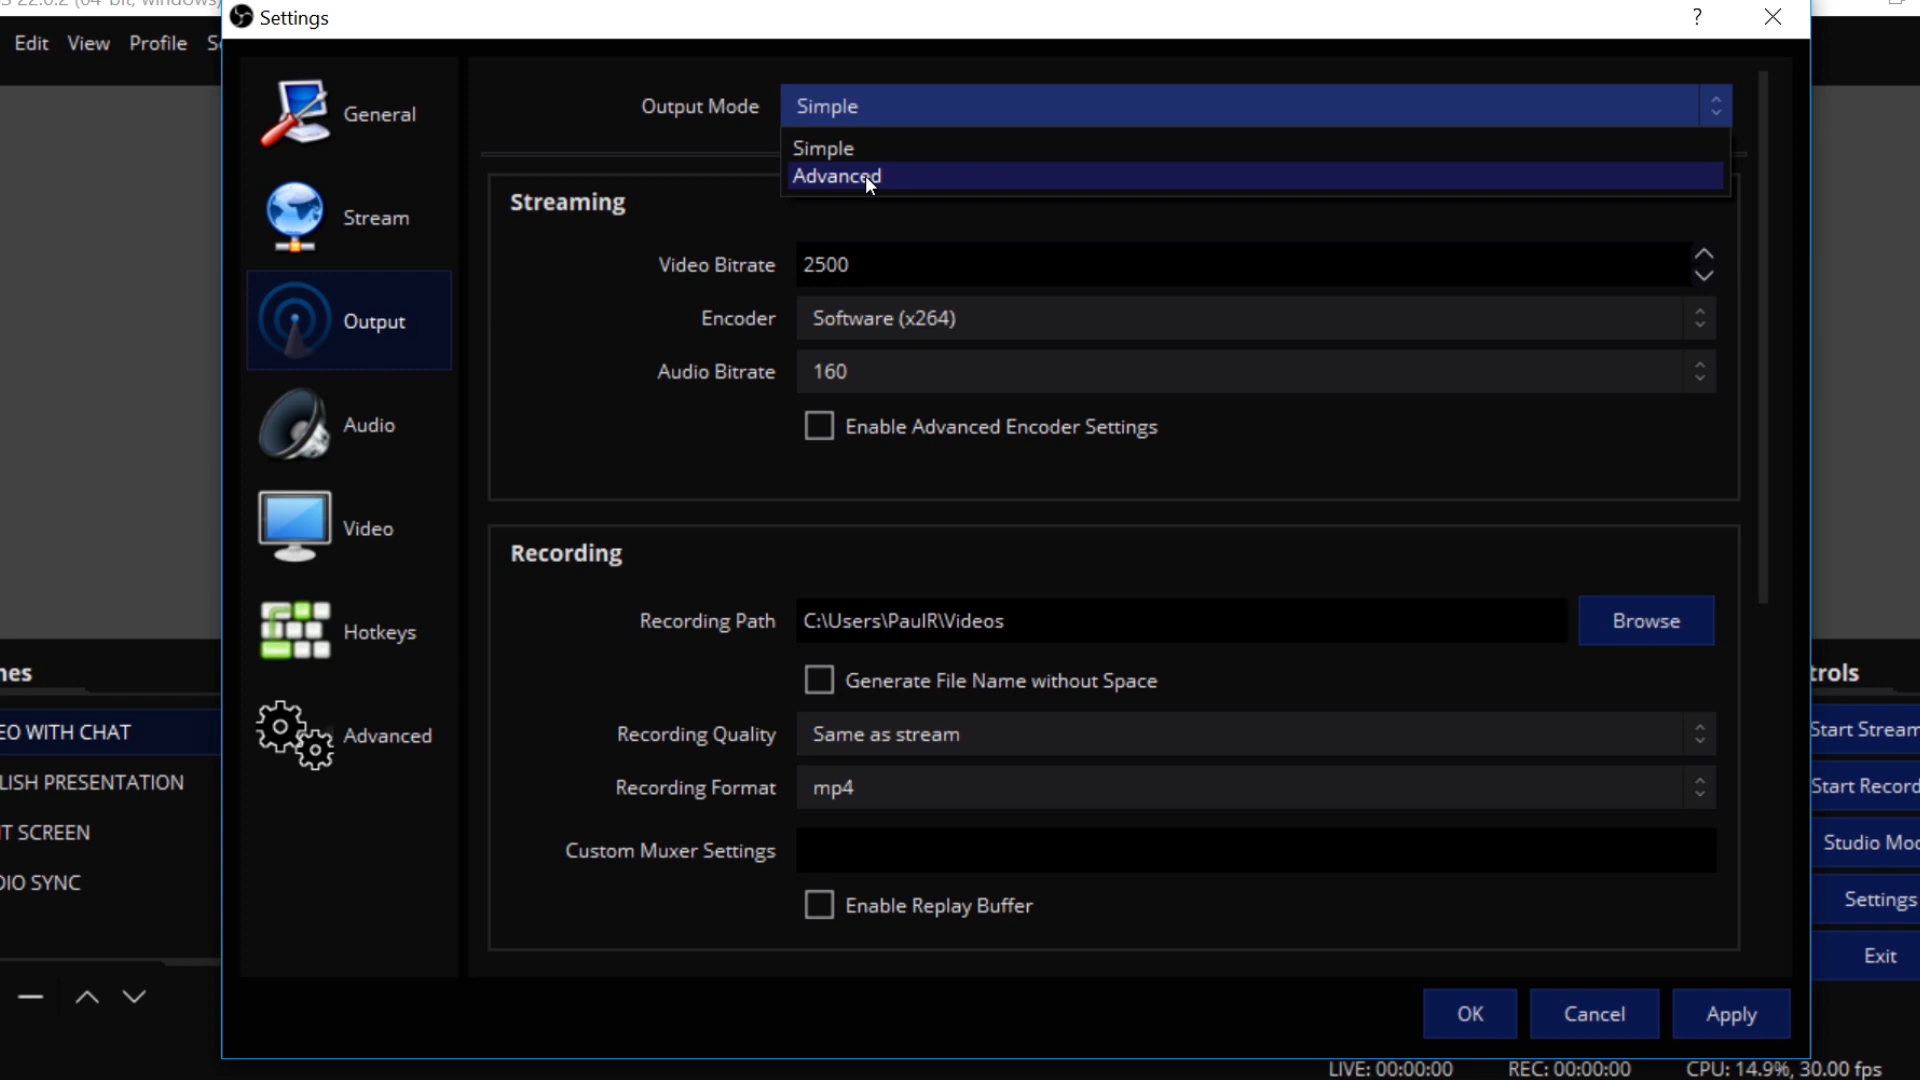 Settings
?
Edit View Profile
General
Stream
Output
Audio
Video
Hotkeys
Advanced
Output Mode Simple
Simple
Advanced
Streaming
Video Bitrate 2500
Encoder Software (x264)
Audio Bitrate 160
Enable Advanced Encoder Settings
Recording
Recording Path C:\Users\PaulR\Videos Browse
Generate File Name without Space
Recording Quality Same as stream
Recording Format mp4
Custom Muxer Settings
Enable Replay Buffer
OK Cancel Apply
nes
EO WITH CHAT
LISH PRESENTATION
T SCREEN
DIO SYNC
trols
Start Stream
Start Record
Studio Moc
Settings
Exit
LIVE: 00:00:00 REC: 00:00:00 CPU: 14.9%, 30.00 fps